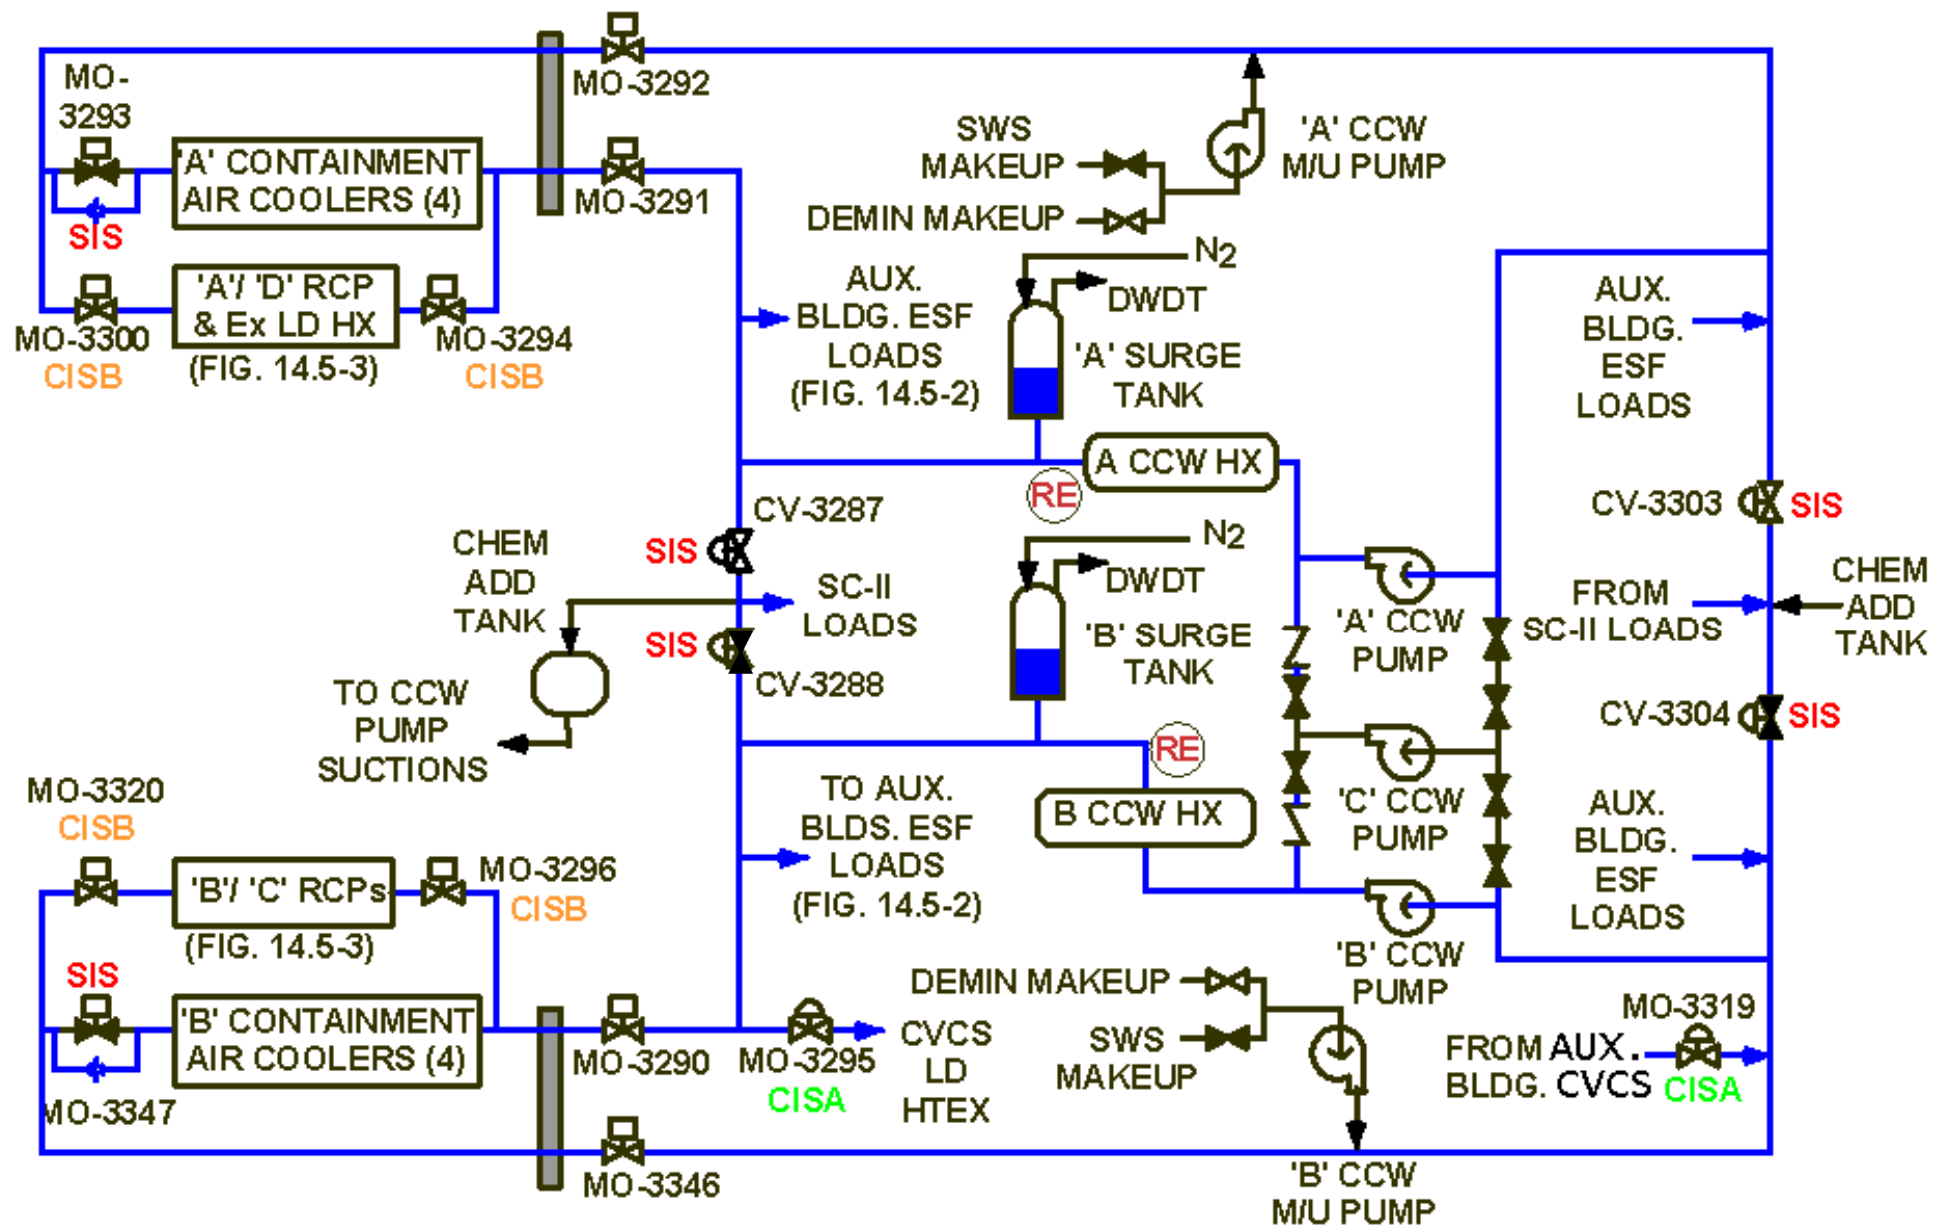 MO-3292
MO-
3293
'A' CONTAINMENT
AIR COOLERS (4)
SIS
MO-3291
'A'/ 'D' RCP
& Ex LD HX
(FIG. 14.5-3)
MO-3300
CISB
MO-3294
CISB
SWS
MAKEUP
DEMIN MAKEUP
'A' CCW
M/U PUMP
N2
DWDT
AUX.
BLDG. ESF
LOADS
(FIG. 14.5-2)
'A' SURGE
TANK
AUX.
BLDG.
ESF
LOADS
A CCW HX
RE
CV-3287
SIS
CHEM
ADD
TANK
SC-II
LOADS
SIS
CV-3288
TO CCW
PUMP
SUCTIONS
N2
DWDT
'B' SURGE
TANK
'A' CCW
PUMP
CV-3303
SIS
FROM
SC-II LOADS
CHEM
ADD
TANK
CV-3304
SIS
RE
B CCW HX
'C' CCW
PUMP
TO AUX.
BLDS. ESF
LOADS
(FIG. 14.5-2)
AUX.
BLDG.
ESF
LOADS
MO-3320
CISB
'B'/ 'C' RCPs
(FIG. 14.5-3)
MO-3296
CISB
SIS
'B' CONTAINMENT
AIR COOLERS (4)
MO-3347
MO-3290
MO-3295
CISA
CVCS
LD
HTEX
MO-3346
'B' CCW
PUMP
DEMIN MAKEUP
SWS
MAKEUP
'B' CCW
M/U PUMP
MO-3319
FROM AUX.
BLDG. CVCS
CISA